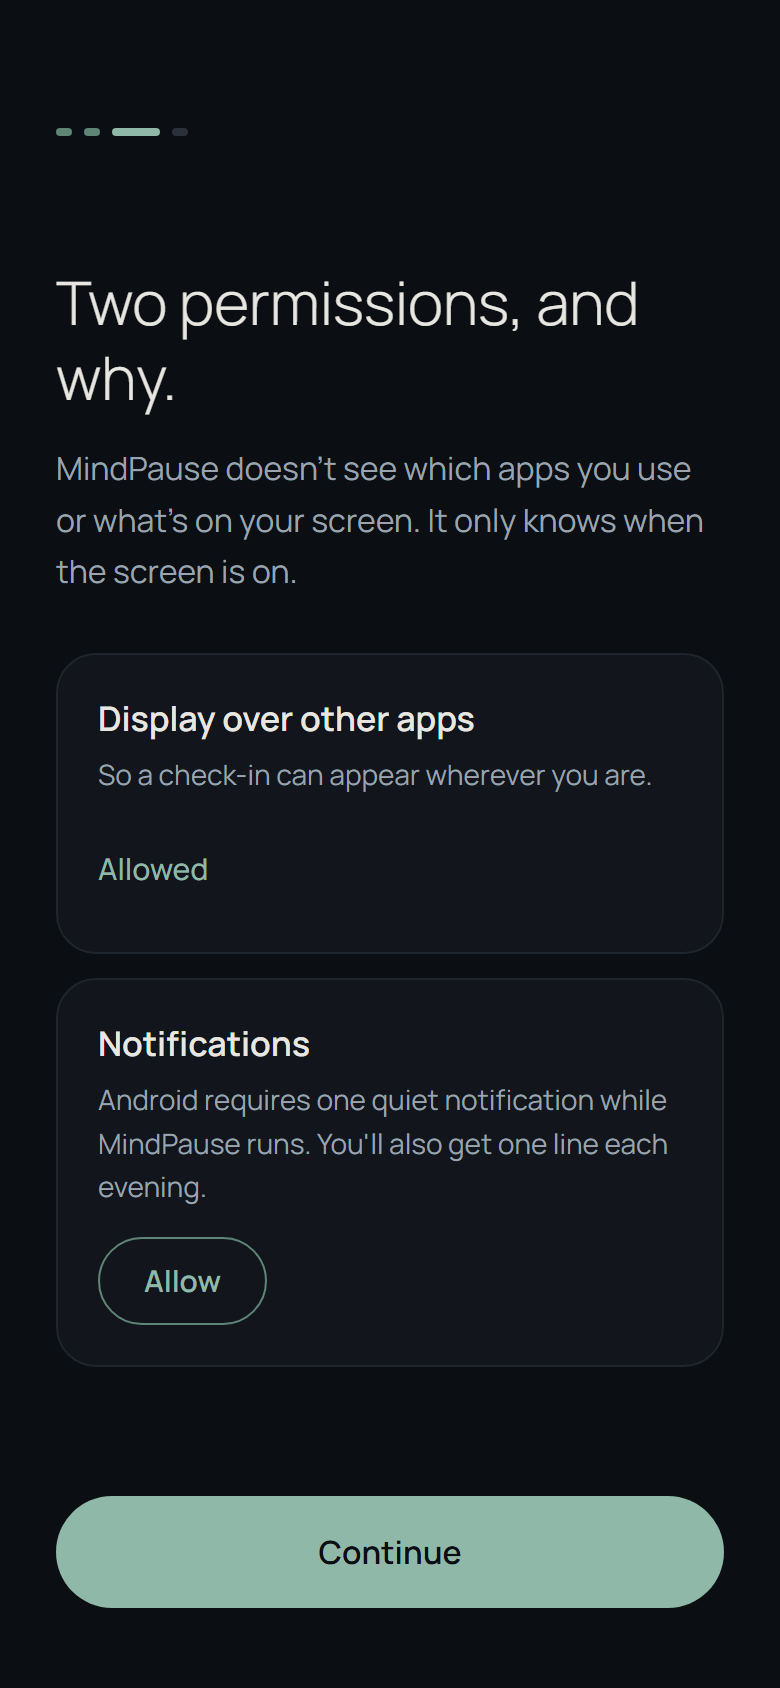 Two permissions, and
why.
MindPause doesn’t see which apps you use
or what’s on your screen. It only knows when
the screen is on.
Display over other apps
So a check-in can appear wherever you are.
Allowed
Notifications
Android requires one quiet notification while
MindPause runs. You'll also get one line each
evening.
Allow
Continue